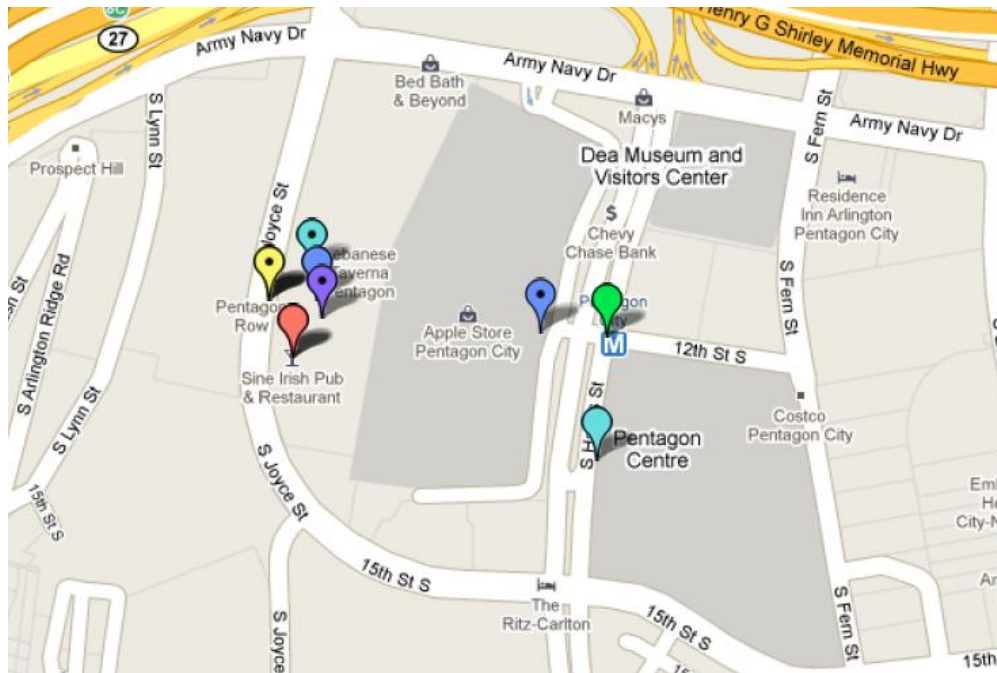 27
Army Navy Dr
Henry G Shirley Memorial Hwy
Bed Bath
& Beyond
Army Navy Dr
Macys
Army Navy Dr
S Lynn St
S Fern St
Prospect Hill
Dea Museum and
Visitors Center
Residence
Inn Arlington
Pentagon City
$
Chevy
Chase Bank
Joyce St
Pentagon
Row
Apple Store
Pentagon City
S Arlington Ridge Rd
S Fern St
M
12th St S
Sine Irish Pub
& Restaurant
S Lynn St
Costco
Pentagon City
Pentagon
Centre
S Joyce St
15th St S
15th St S
The
Ritz-Carlton
15th St S
S Fern St
S Joyce
15th